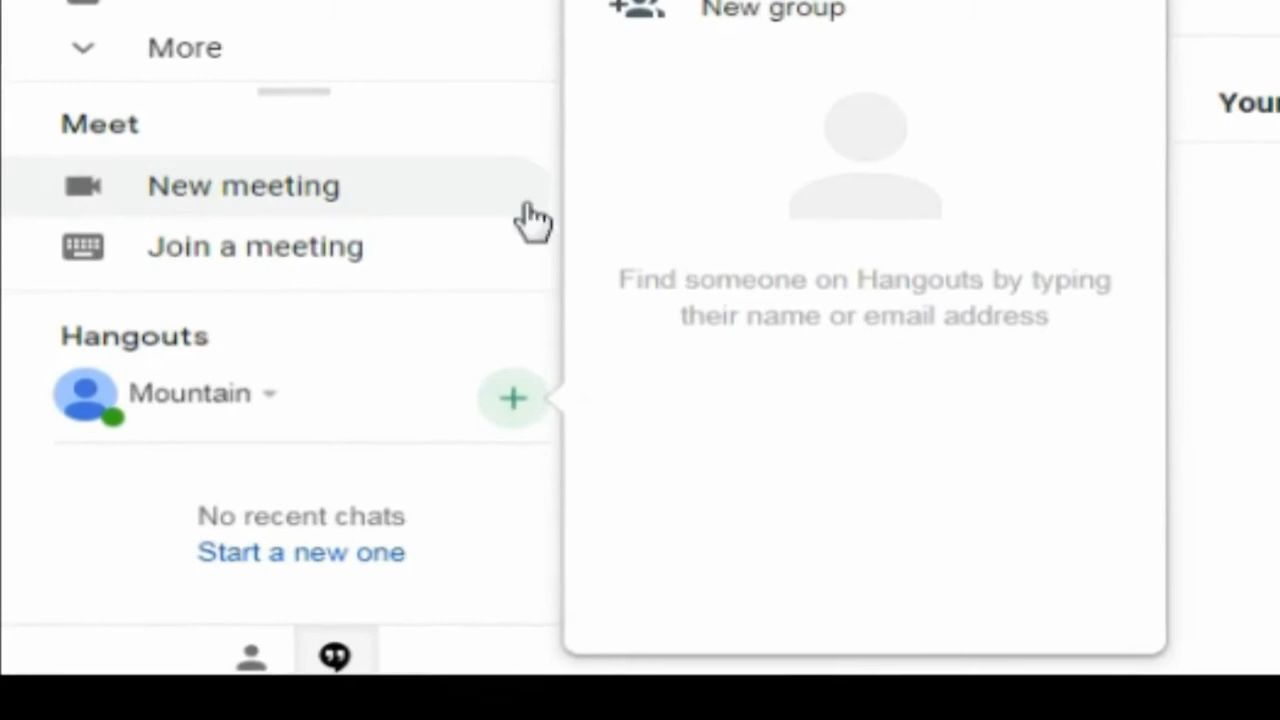 More
Meet
New meeting
Join a meeting
Hangouts
Mountain
No recent chats
Start a new one
New group
Find someone on Hangouts by typing
their name or email address